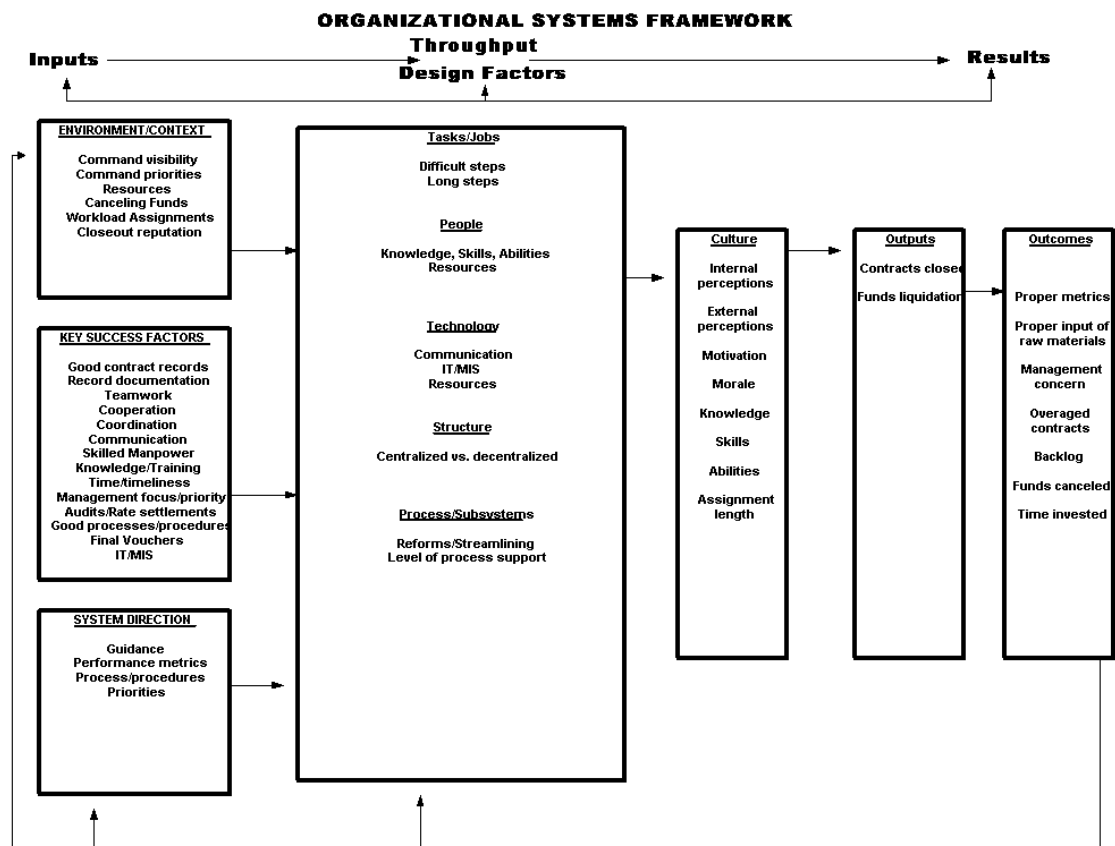 ORGANIZATIONAL SYSTEMS FRAMEWORK
Inputs
Throughput
Design Factors
Results
ENVIRONMENT/CONTEXT
Command visibility
Command priorities
Resources
Canceling Funds
Workload Assignments
Closeout reputation
KEY SUCCESS FACTORS
Good contract records
Record documentation
Teamwork
Cooperation
Coordination
Communication
Skilled Manpower
Knowledge/Training
Time/timeliness
Management focus/priority
Audits/Rate settlements
Good processes/procedures
Final Vouchers
IT/MIS
SYSTEM DIRECTION
Guidance
Performance metrics
Process/procedures
Priorities
Tasks/Jobs
Difficult steps
Long steps
People
Knowledge, Skills, Abilities
Resources
Technology
Communication
IT/MIS
Resources
Structure
Centralized vs. decentralized
Process/Subsystems
Reforms/Streamlining
Level of process support
Culture
Internal
perceptions
External
perceptions
Motivation
Morale
Knowledge
Skills
Abilities
Assignment
length
Outputs
Contracts closed
Funds liquidation
Outcomes
Proper metrics
Proper input of
raw materials
Management
concern
Overaged
contracts
Backlog
Funds canceled
Time invested